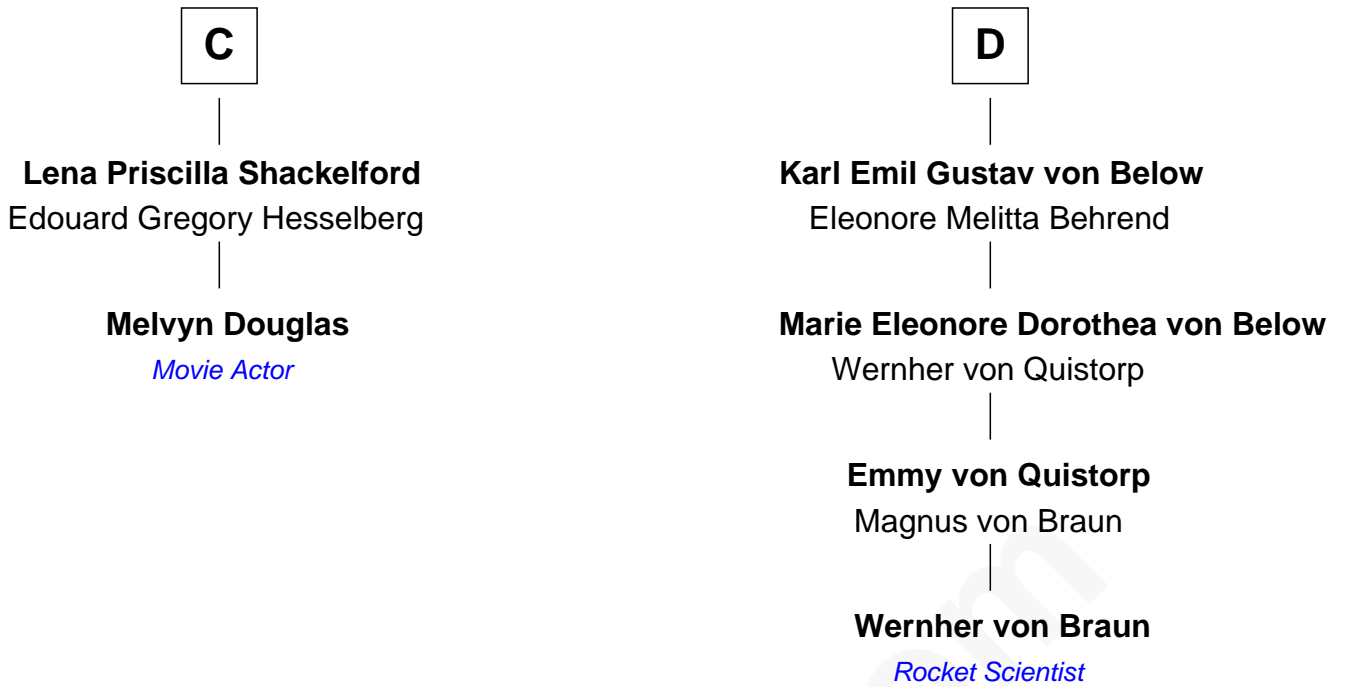 C
Lena Priscilla Shackelford
Edouard Gregory Hesselberg
Melvyn Douglas
Movie Actor
D
Karl Emil Gustav von Below
Eleonore Melitta Behrend
Marie Eleonore Dorothea von Below
Wernher von Quistorp
Emmy von Quistorp
Magnus von Braun
Wernher von Braun
Rocket Scientist